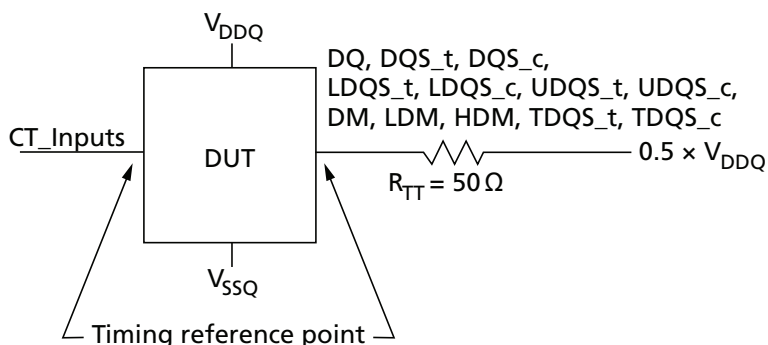 V_DDQ
DQ, DQS_t, DQS_c,
LDQS_t, LDQS_c, UDQS_t, UDQS_c,
DM, LDM, HDM, TDQS_t, TDQS_c
CT_Inputs
DUT
0.5 × V_DDQ
R_TT = 50 Ω
V_SSQ
Timing reference point